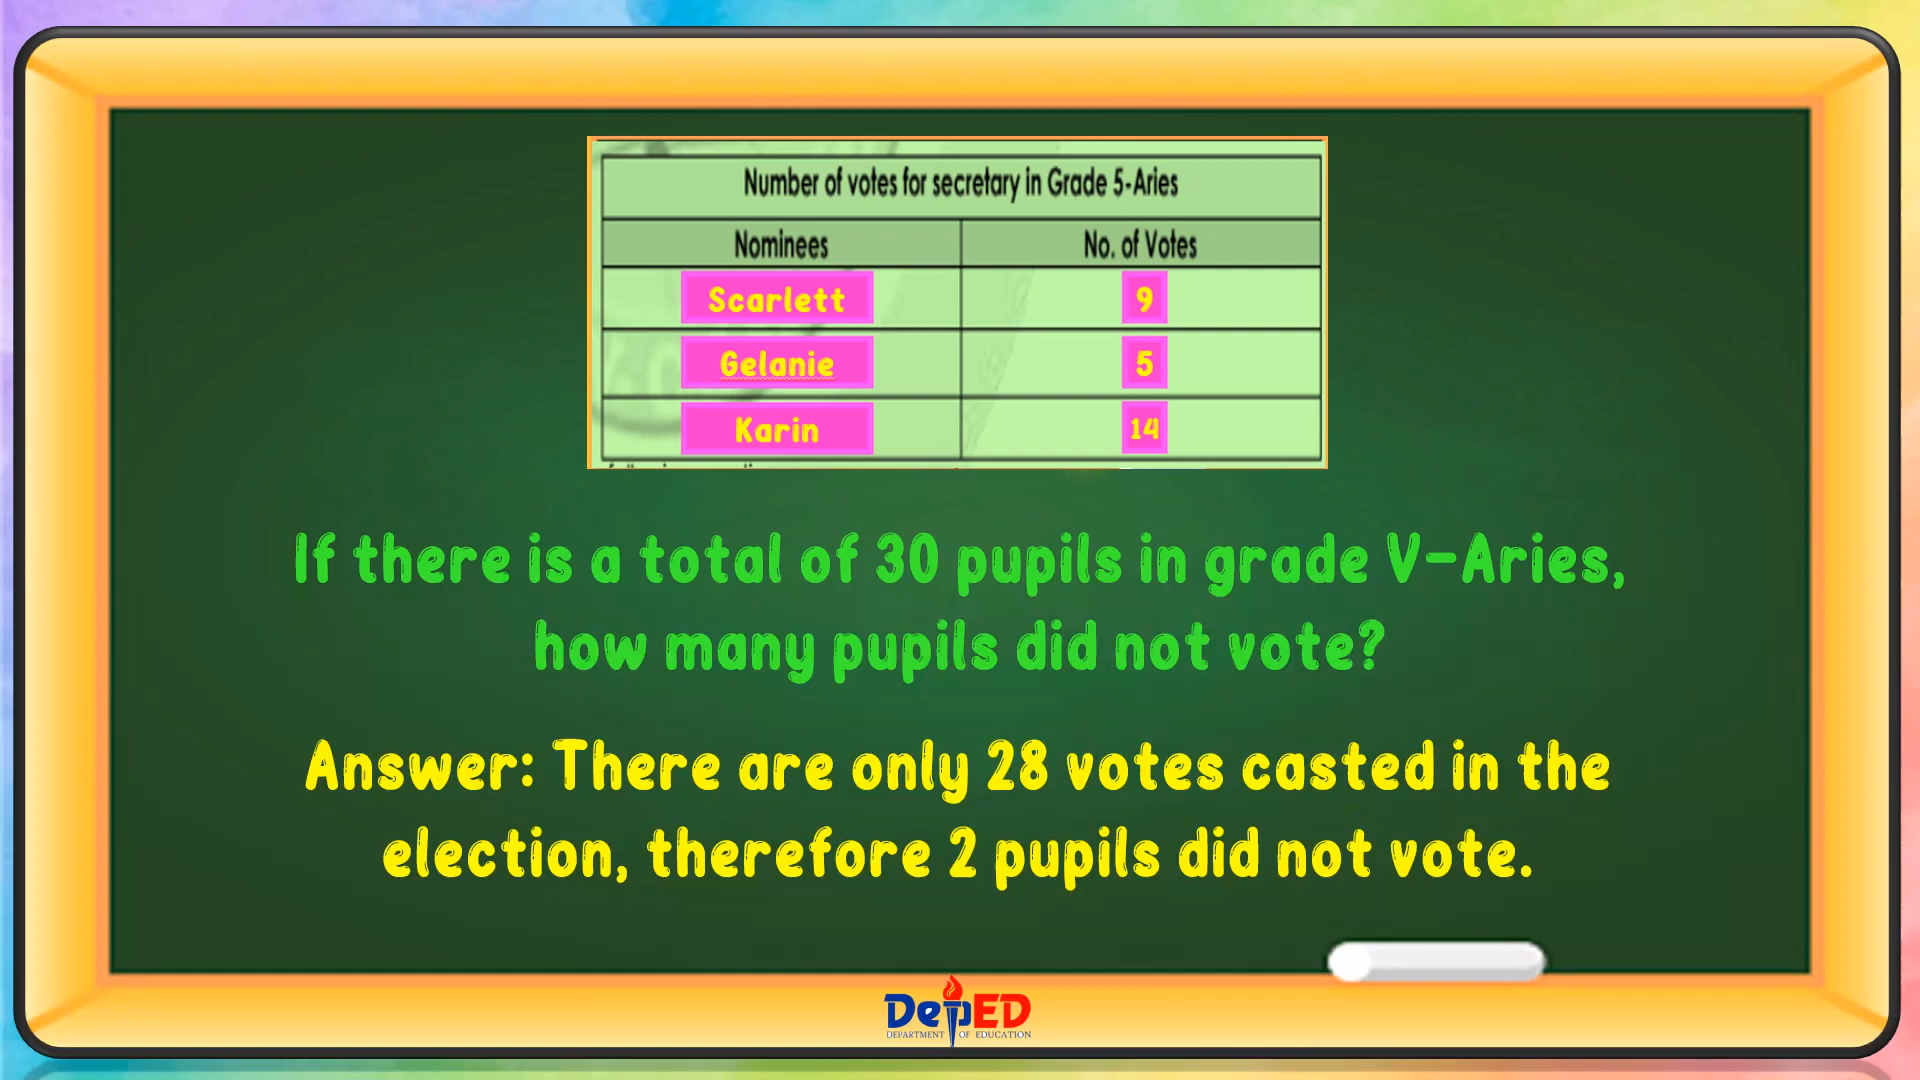 Number of votes for secretary in Grade 5-Aries
Nominees No. of Votes
Scarlett 9
Gelanie 5
Karin 14
If there is a total of 30 pupils in grade V-Aries,
how many pupils did not vote?
Answer: There are only 28 votes casted in the
election, therefore 2 pupils did not vote.
DepED
DEPARTMENT OF EDUCATION